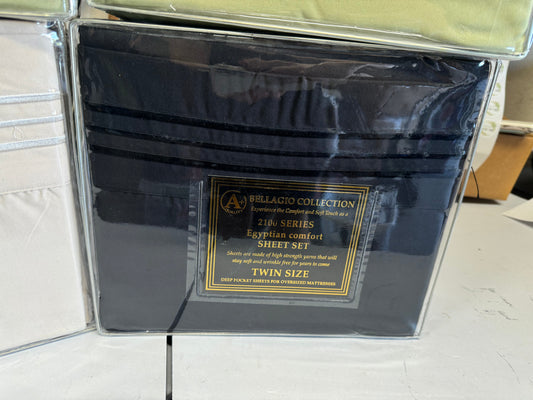 A+
QUALITY
BELLAGIO COLLECTION
Experience the Comfort and Soft Touch as a
2100 SERIES
Egyptian comfort
SHEET SET
Sheets are made of high strength yarns that will
stay soft and wrinkle free for years to come
TWIN SIZE
DEEP POCKET SHEETS FOR OVERSIZED MATTRESSES